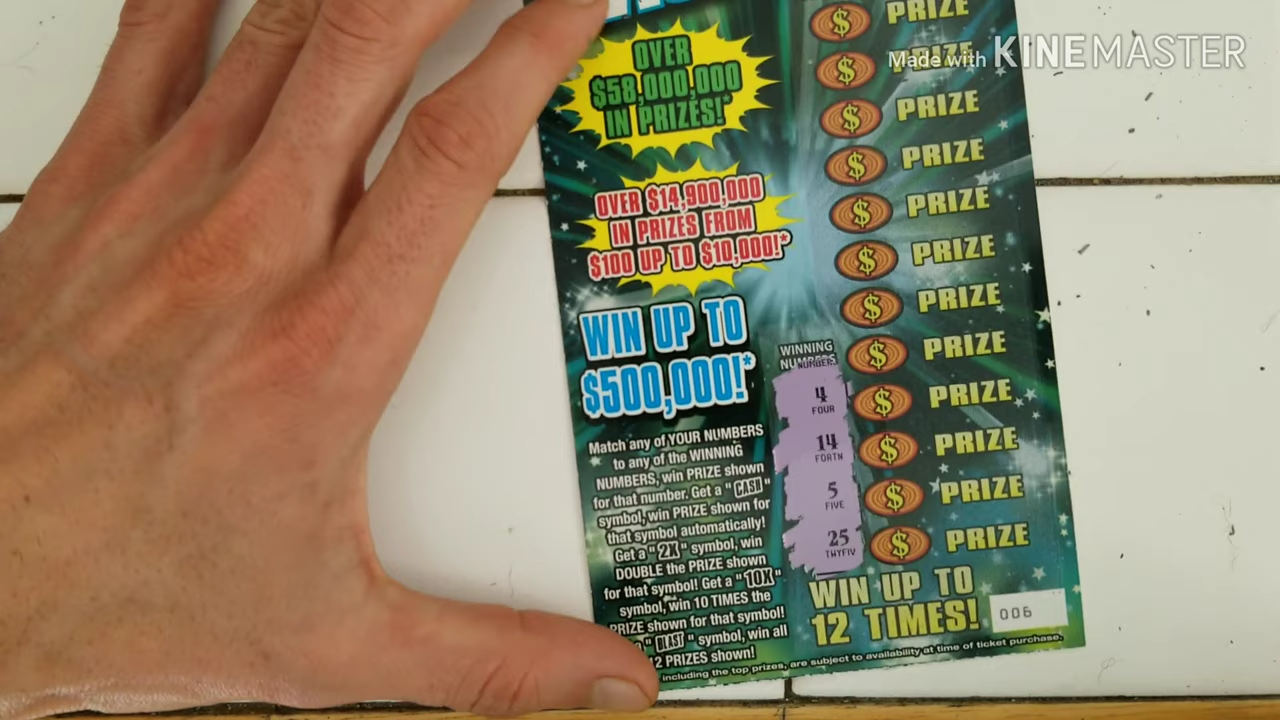 OVER
$58,000,000
IN PRIZES!*
OVER $14,900,000
IN PRIZES FROM
$100 UP TO $10,000!*
WIN UP TO
$500,000!*
Match any of YOUR NUMBERS
to any of the WINNING
NUMBERS, win PRIZE shown
for that number. Get a "CASH"
symbol, win PRIZE shown for
that symbol automatically!
Get a "2X" symbol, win
DOUBLE the PRIZE shown
for that symbol! Get a "10X"
symbol, win 10 TIMES the
PRIZE shown for that symbol!
"BLAST" symbol, win all
PRIZES shown!
including the top prizes, are subject to availability at time of ticket purchase.
WINNING
NUMBERS
NUMBERS
4
FOUR
14
FORTN
5
FIVE
25
TWYFIV
$ PRIZE
$ PRIZE
$ PRIZE
$ PRIZE
$ PRIZE
$ PRIZE
$ PRIZE
$ PRIZE
$ PRIZE
$ PRIZE
$ PRIZE
$ PRIZE
WIN UP TO
12 TIMES!
006
Made with KINEMASTER